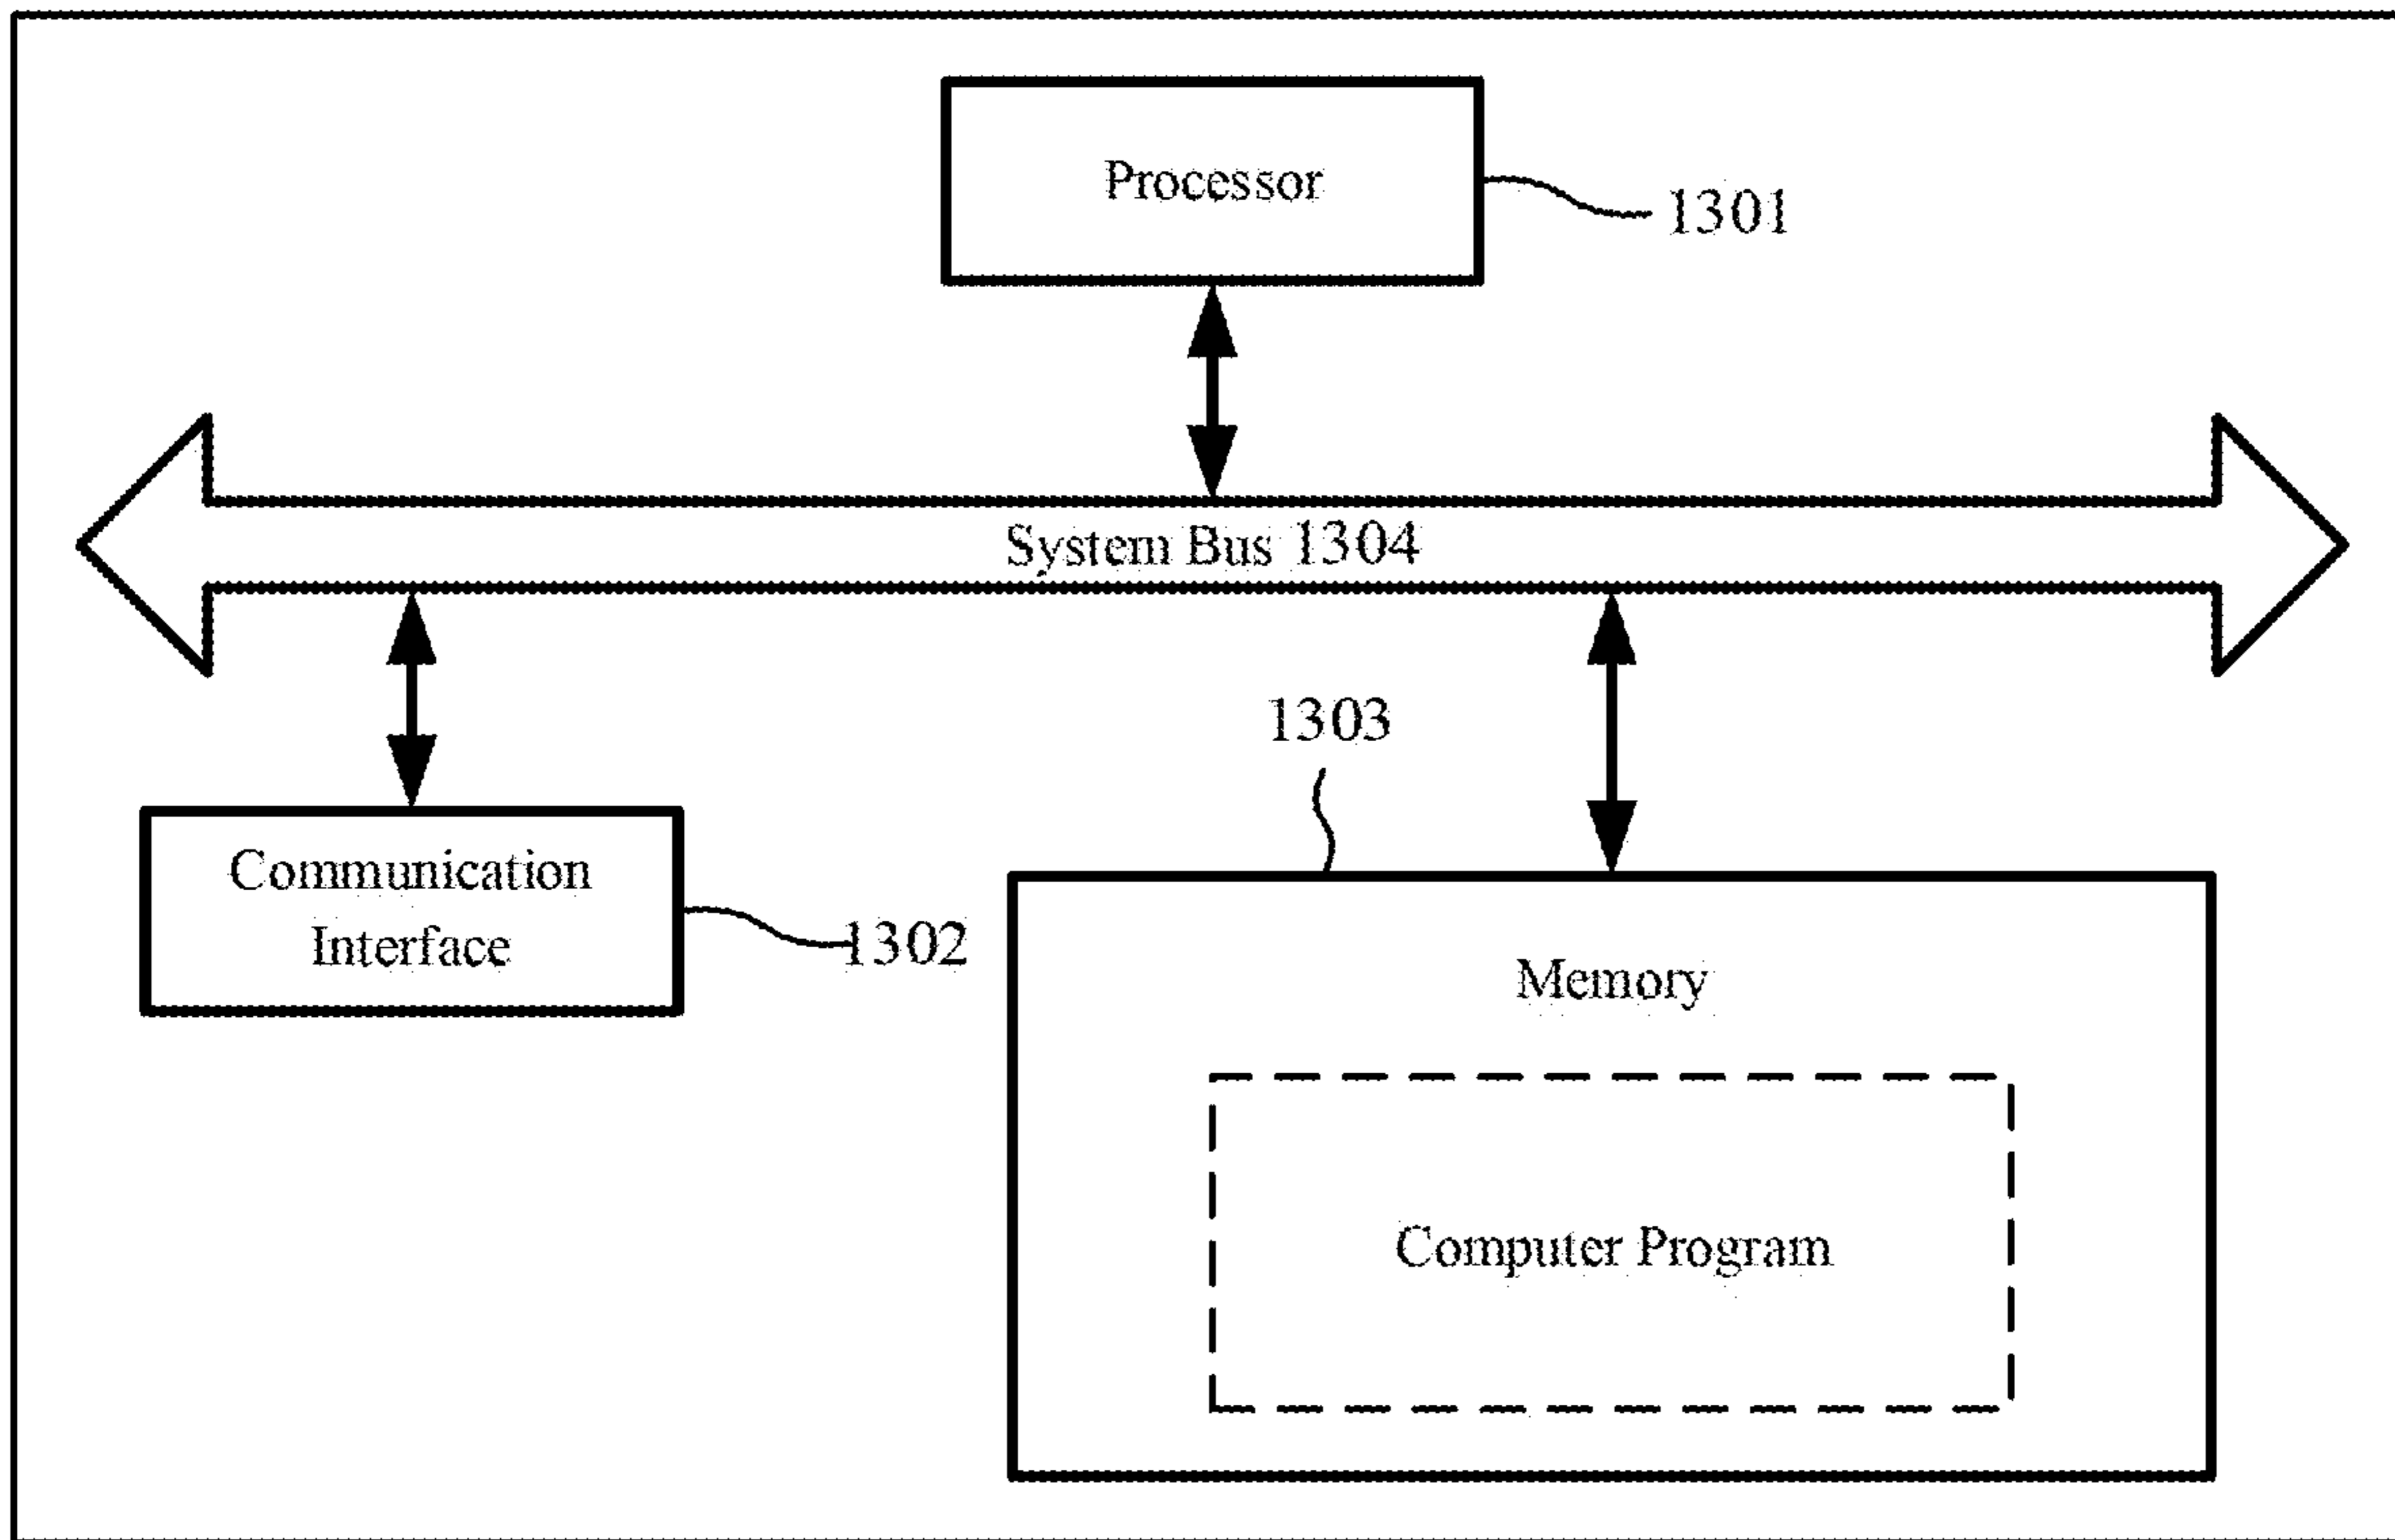 Processor
1301
System Bus 1304
1303
Communication
Interface
1302
Memory
Computer Program